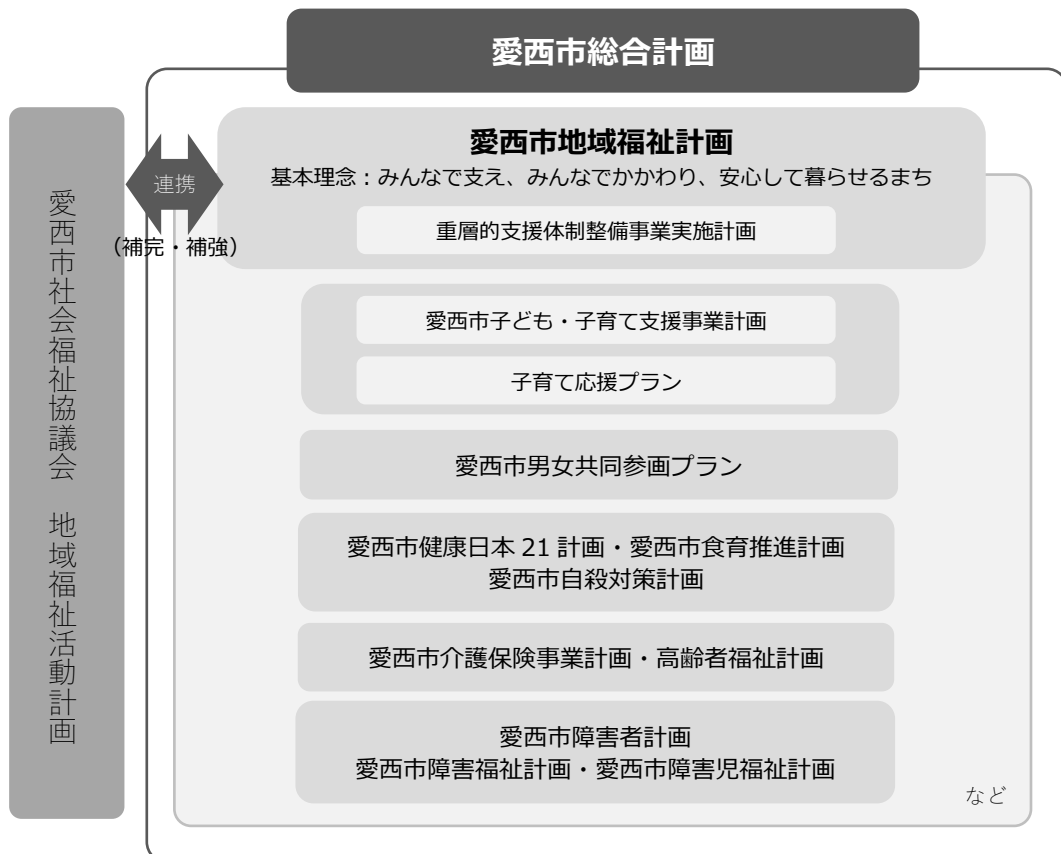 愛西市総合計画
愛西市地域福祉計画
基本理念：みんなで支え、みんなでかかわり、安心して暮らせるまち
重層的支援体制整備事業実施計画
連携
（補完・補強）
愛西市社会福祉協議会　地域福祉活動計画
愛西市子ども・子育て支援事業計画
子育て応援プラン
愛西市男女共同参画プラン
愛西市健康日本 21 計画・愛西市食育推進計画
愛西市自殺対策計画
愛西市介護保険事業計画・高齢者福祉計画
愛西市障害者計画
愛西市障害福祉計画・愛西市障害児福祉計画
など